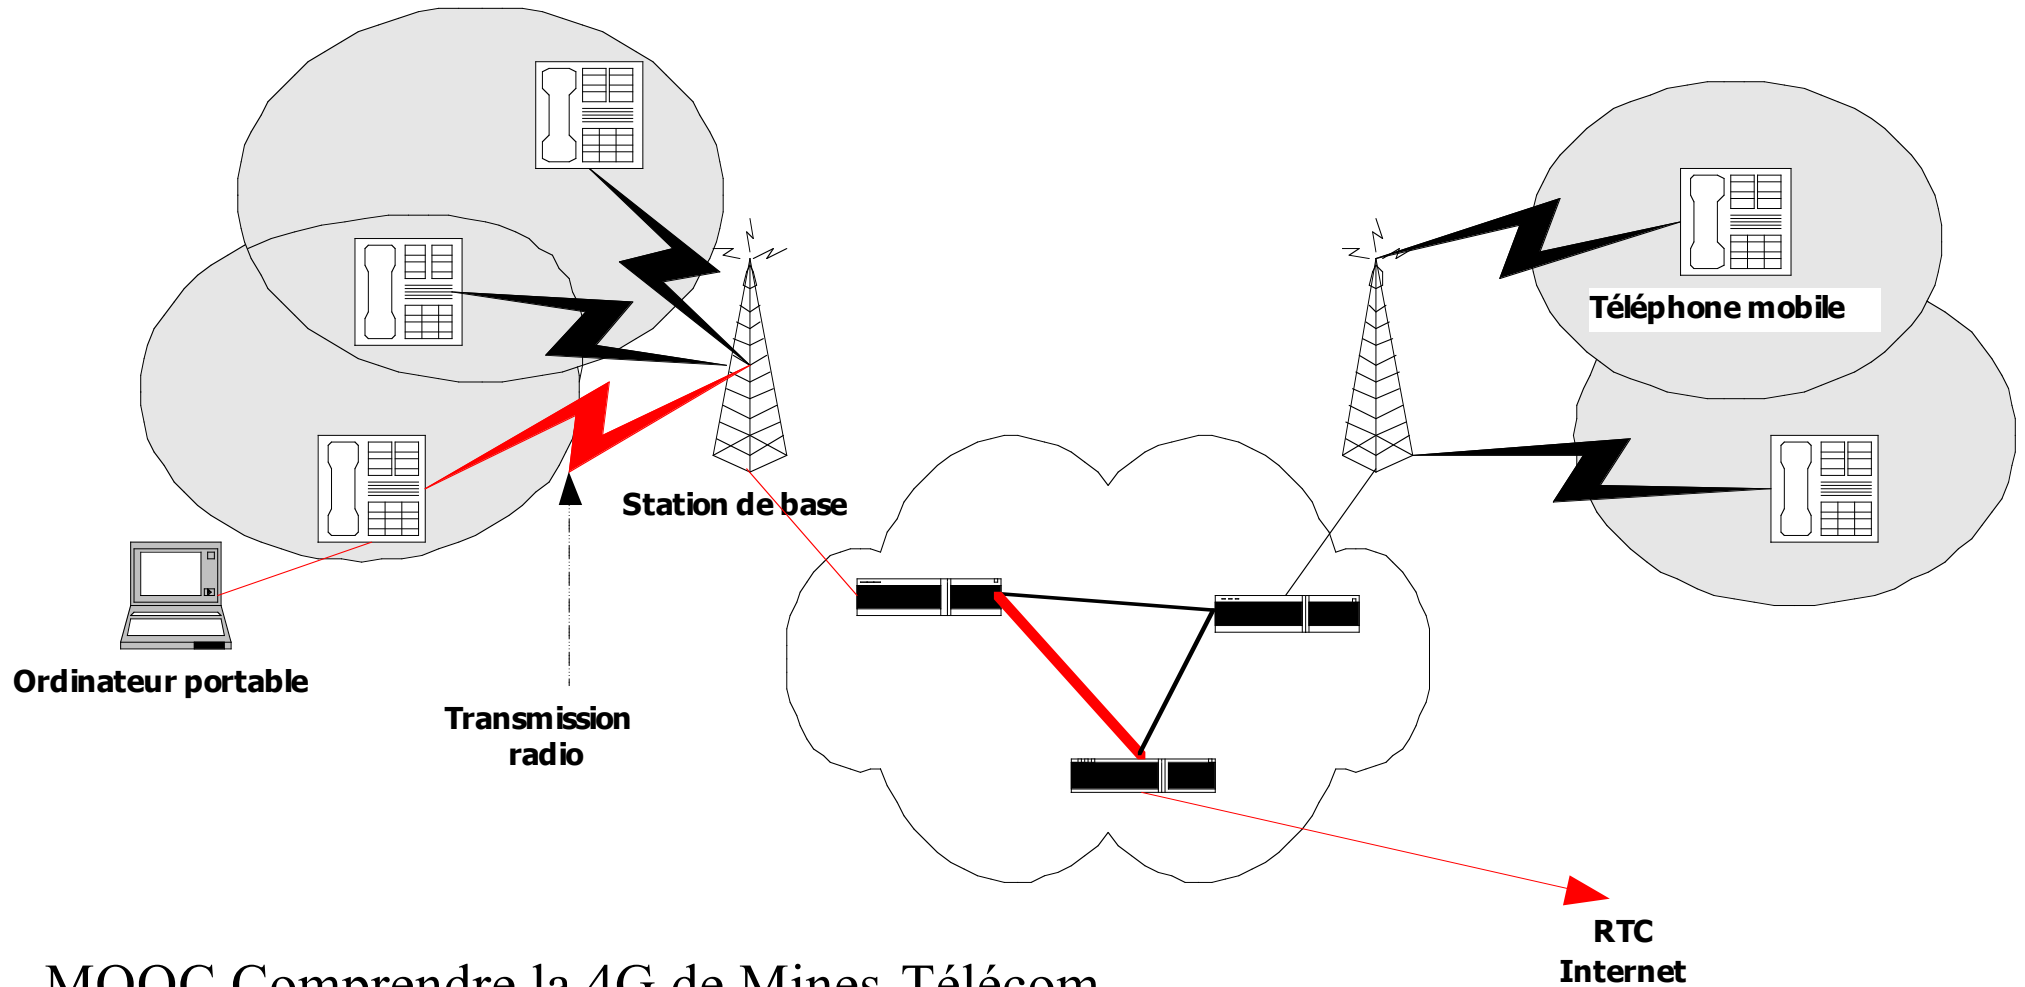 Téléphone mobile
Station de base
Ordinateur portable
Transmission
radio
RTC
Internet
MOOC Comprendre la 4G de Mines-Télécom